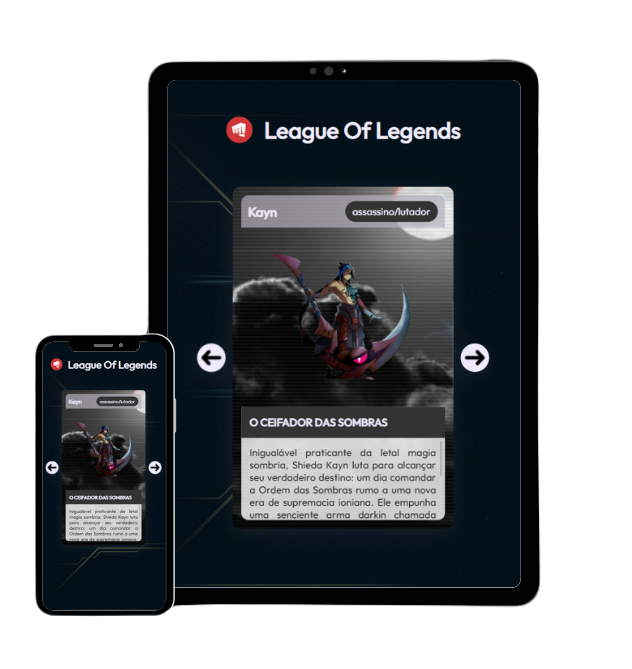 League Of Legends
Kayn
assassino/lutador
O CEIFADOR DAS SOMBRAS
Inigualável praticante da letal magia
sombria, Shieda Kayn luta para alcançar
seu verdadeiro destino: um dia comandar
a Ordem das Sombras rumo a uma nova
era de supremacia ioniana. Ele empunha
uma senciente arma darkin chamada
League Of Legends
Kayn
assassino/lutador
O CEIFADOR DAS SOMBRAS
Inigualável praticante da letal
magia sombria, Shieda Kayn luta
para alcançar seu verdadeiro
destino: um dia comandar a
Ordem das Sombras rumo a uma
nova era de supremacia ioniana.